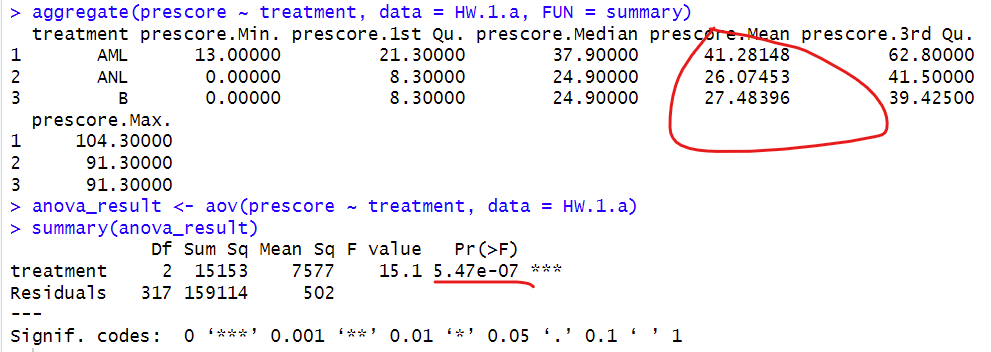 > aggregate(prescore ~ treatment, data = HW.1.a, FUN = summary)
treatment prescore.Min. prescore.1st Qu. prescore.Median prescore.Mean prescore.3rd Qu.
1 AML 13.00000 21.30000 37.90000 41.28148 62.80000
2 ANL 0.00000 8.30000 24.90000 26.07453 41.50000
3 B 0.00000 8.30000 24.90000 27.48396 39.42500
prescore.Max.
1 104.30000
2 91.30000
3 91.30000
> anova_result <- aov(prescore ~ treatment, data = HW.1.a)
> summary(anova_result)
Df Sum Sq Mean Sq F value Pr(>F)
treatment 2 15153 7577 15.1 5.47e-07 ***
Residuals 317 159114 502
---
Signif. codes: 0 ‘***’ 0.001 ‘**’ 0.01 ‘*’ 0.05 ‘.’ 0.1 ‘ ’ 1